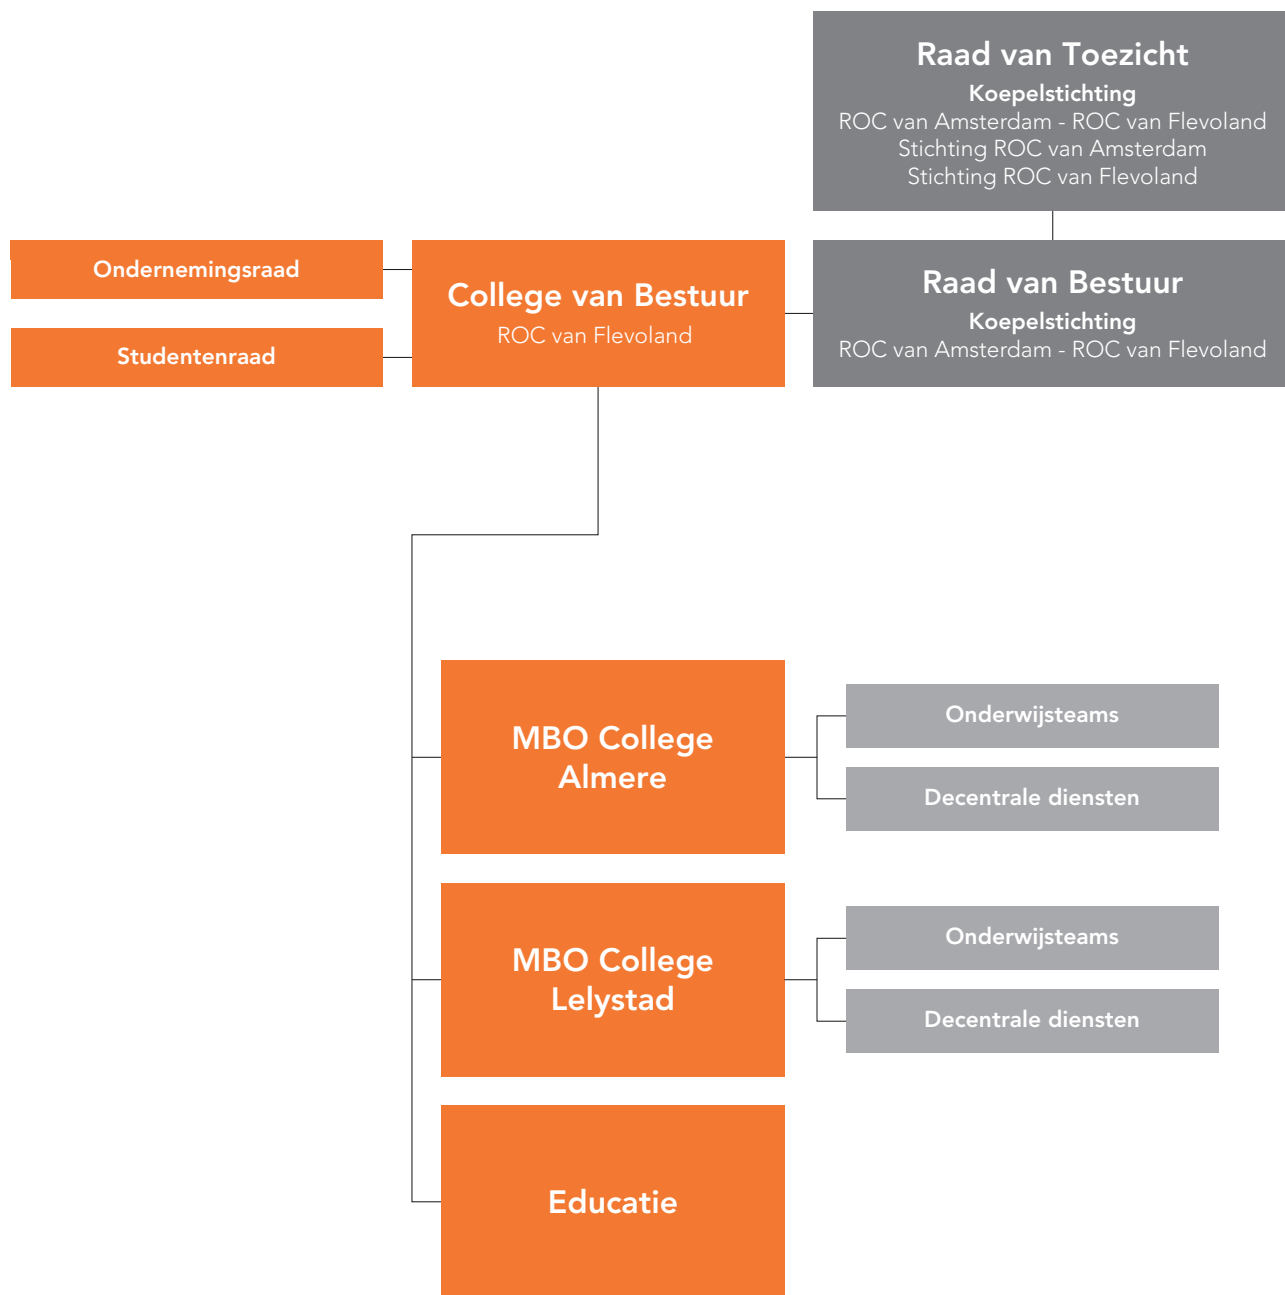 Raad van Toezicht
Koepelstichting
ROC van Amsterdam - ROC van Flevoland
Stichting ROC van Amsterdam
Stichting ROC van Flevoland
Ondernemingsraad
Studentenraad
College van Bestuur
ROC van Flevoland
Raad van Bestuur
Koepelstichting
ROC van Amsterdam - ROC van Flevoland
MBO College
Almere
Onderwijsteams
Decentrale diensten
MBO College
Lelystad
Onderwijsteams
Decentrale diensten
Educatie